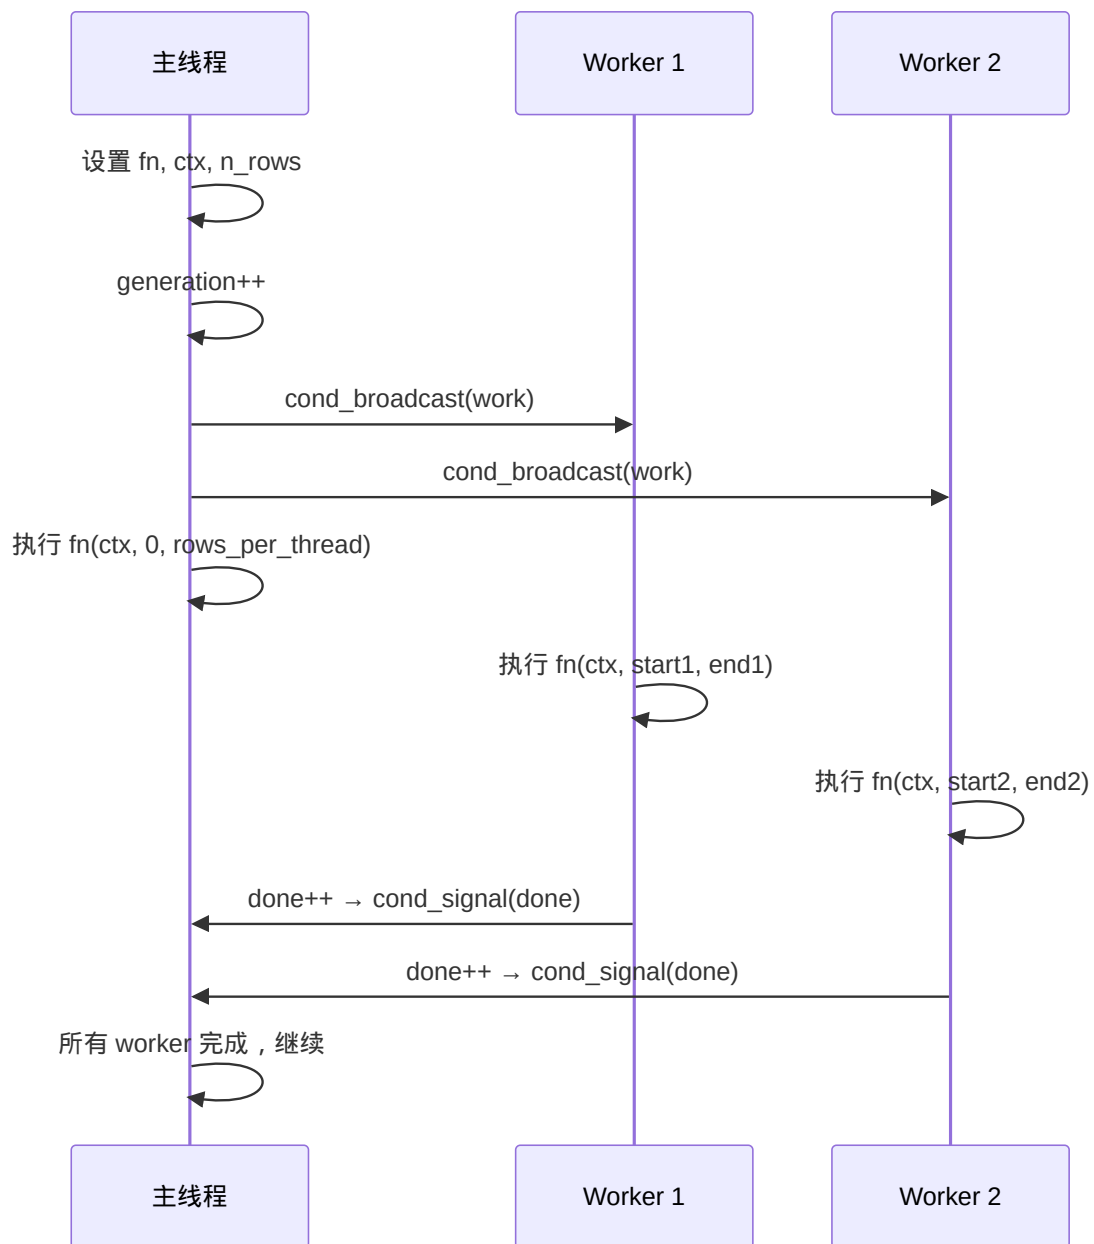 主线程
Worker 1
Worker 2
设置 fn, ctx, n_rows
generation++
cond_broadcast(work)
cond_broadcast(work)
执行 fn(ctx, 0, rows_per_thread)
执行 fn(ctx, start1, end1)
执行 fn(ctx, start2, end2)
done++ → cond_signal(done)
done++ → cond_signal(done)
所有 worker 完成，继续
主线程
Worker 1
Worker 2